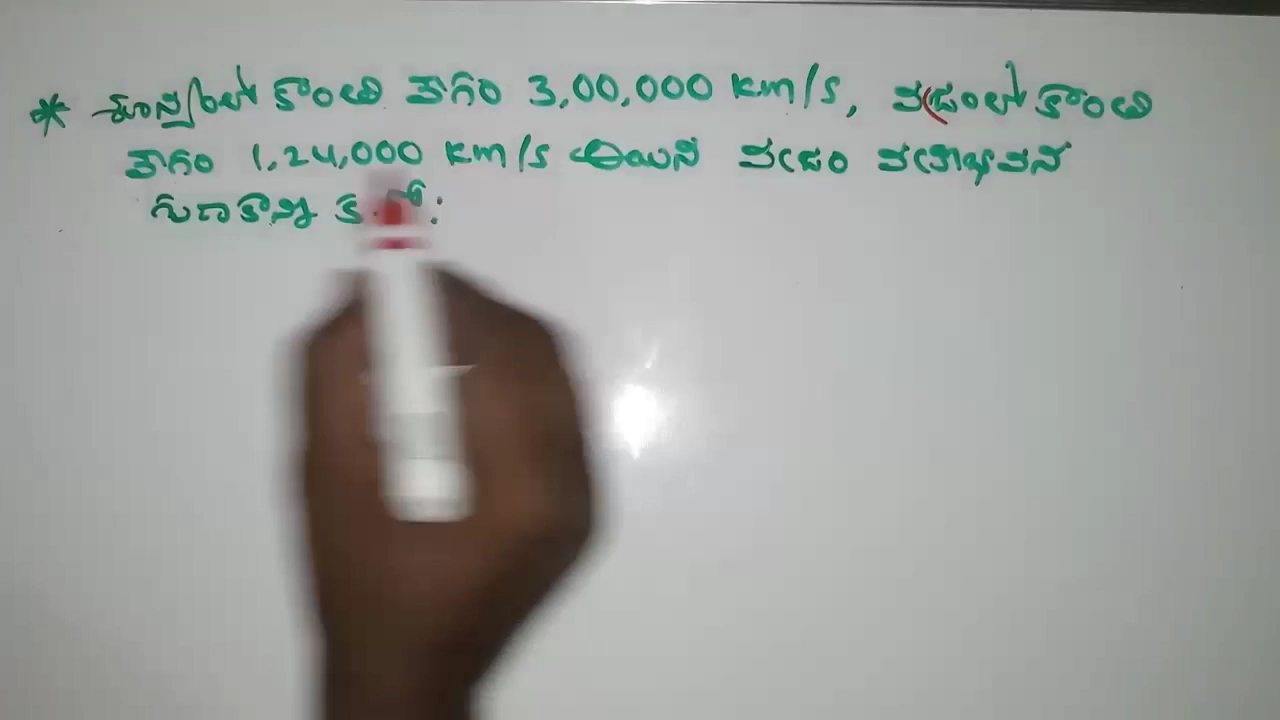 * శూన్యంలో కాంతి వేగం 3,00,000 km/s, వజ్రంలో కాంతి
వేగం 1,24,000 km/s అయిన వజ్రం వక్రీభవన
గుణకాన్ని